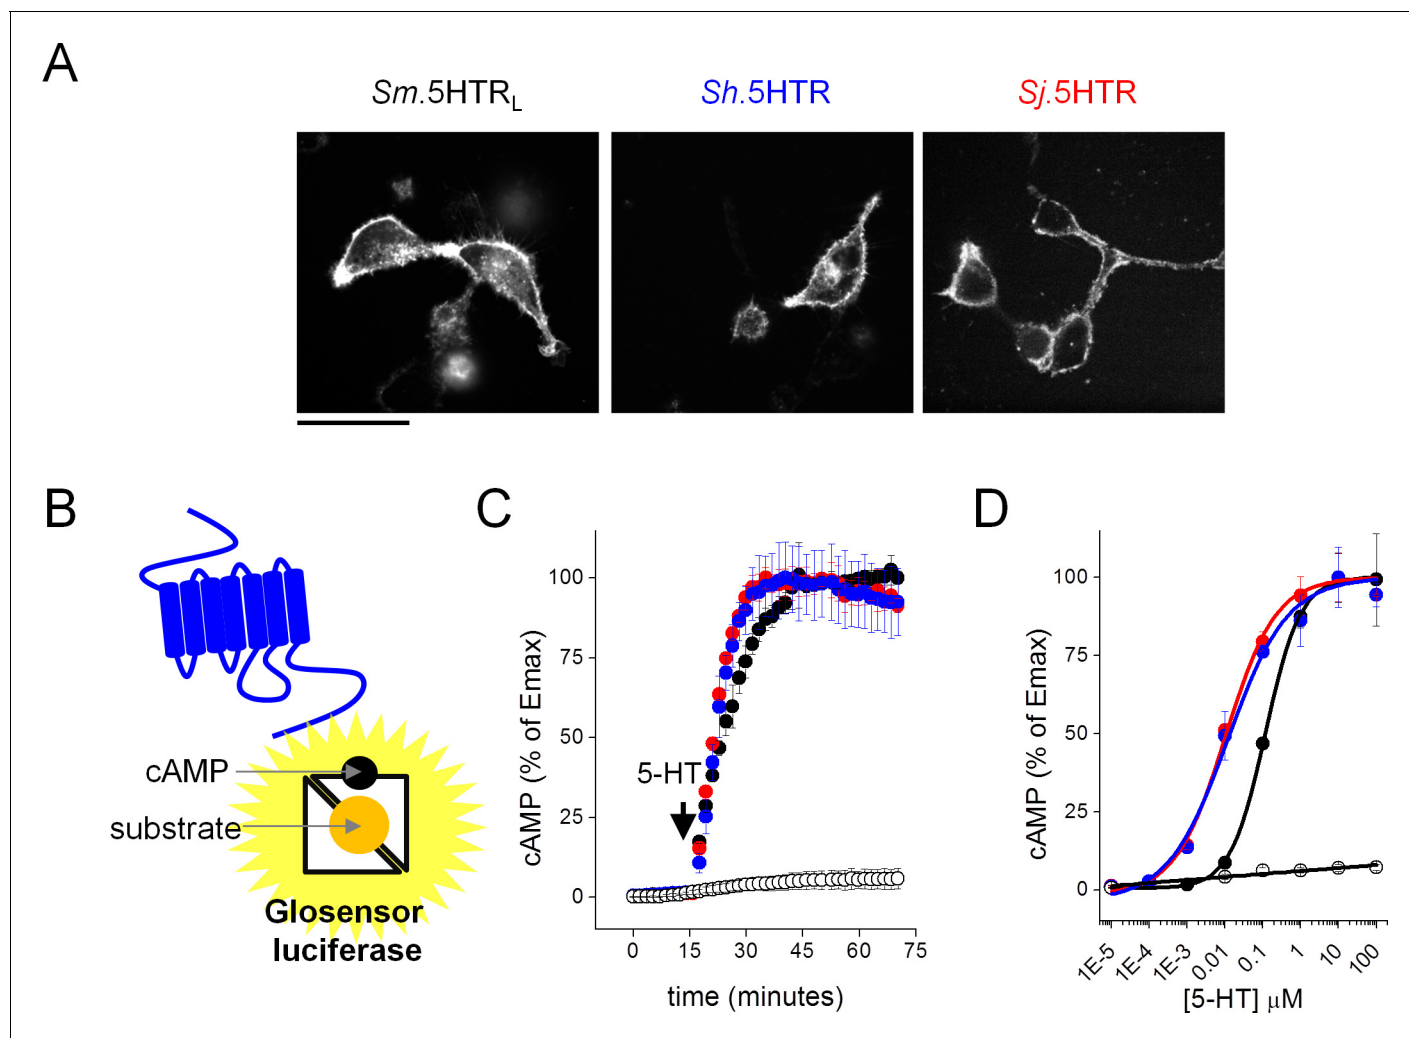 A
Sm.5HTRL
Sh.5HTR
Sj.5HTR
B
cAMP
substrate
Glosensor
luciferase
C
cAMP (% of Emax)
100
75
50
25
0
5-HT
0 15 30 45 60 75
time (minutes)
D
cAMP (% of Emax)
100
75
50
25
0
1E-5 1E-4 1E-3 0.01 0.1 1 10 100
[5-HT] μM